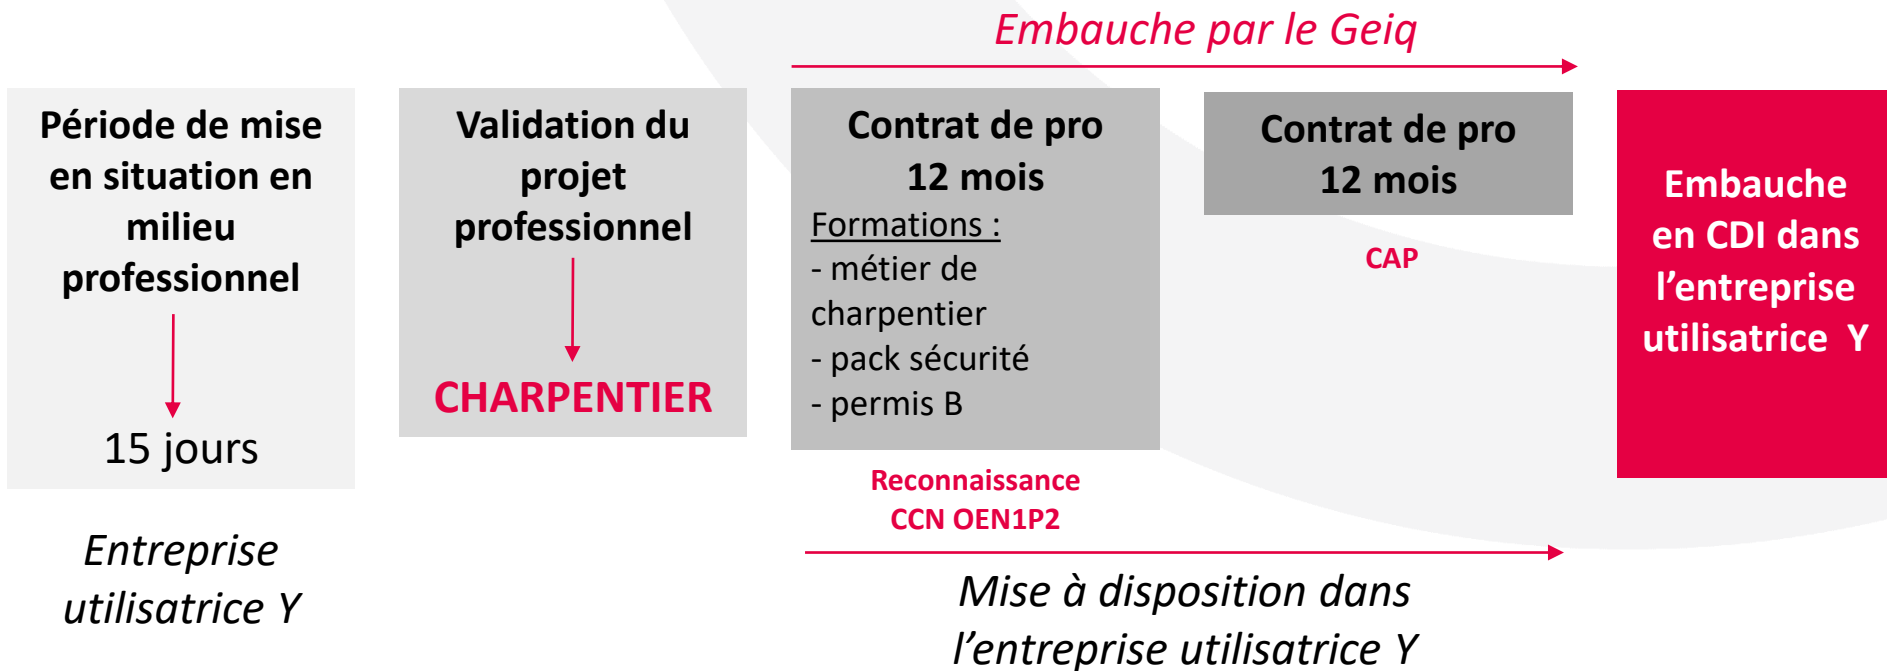 Embauche par le Geiq
Période de mise
en situation en
milieu
professionnel
15 jours
Entreprise
utilisatrice Y
Validation du
projet
professionnel
CHARPENTIER
Contrat de pro
12 mois
Formations :
- métier de
charpentier
- pack sécurité
- permis B
Reconnaissance
CCN OEN1P2
Contrat de pro
12 mois
CAP
Mise à disposition dans
l’entreprise utilisatrice Y
Embauche
en CDI dans
l’entreprise
utilisatrice Y